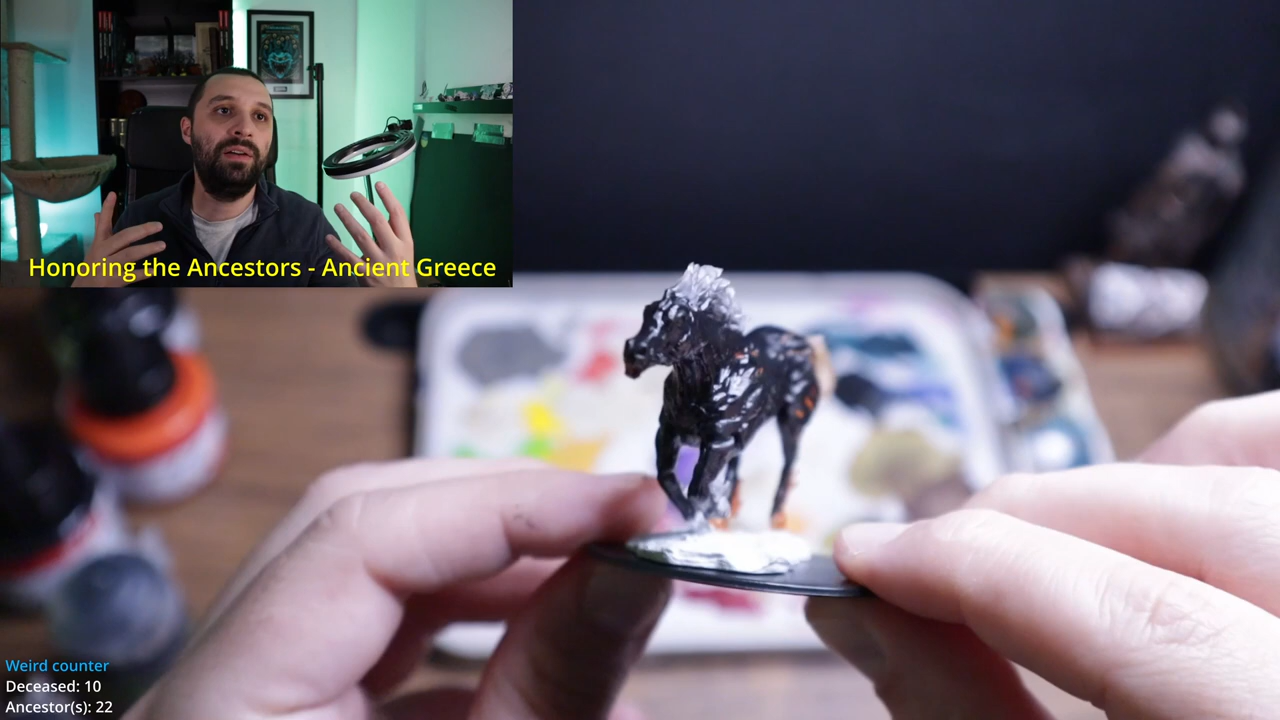 Honoring the Ancestors - Ancient Greece
Weird counter
Deceased: 10
Ancestor(s): 22